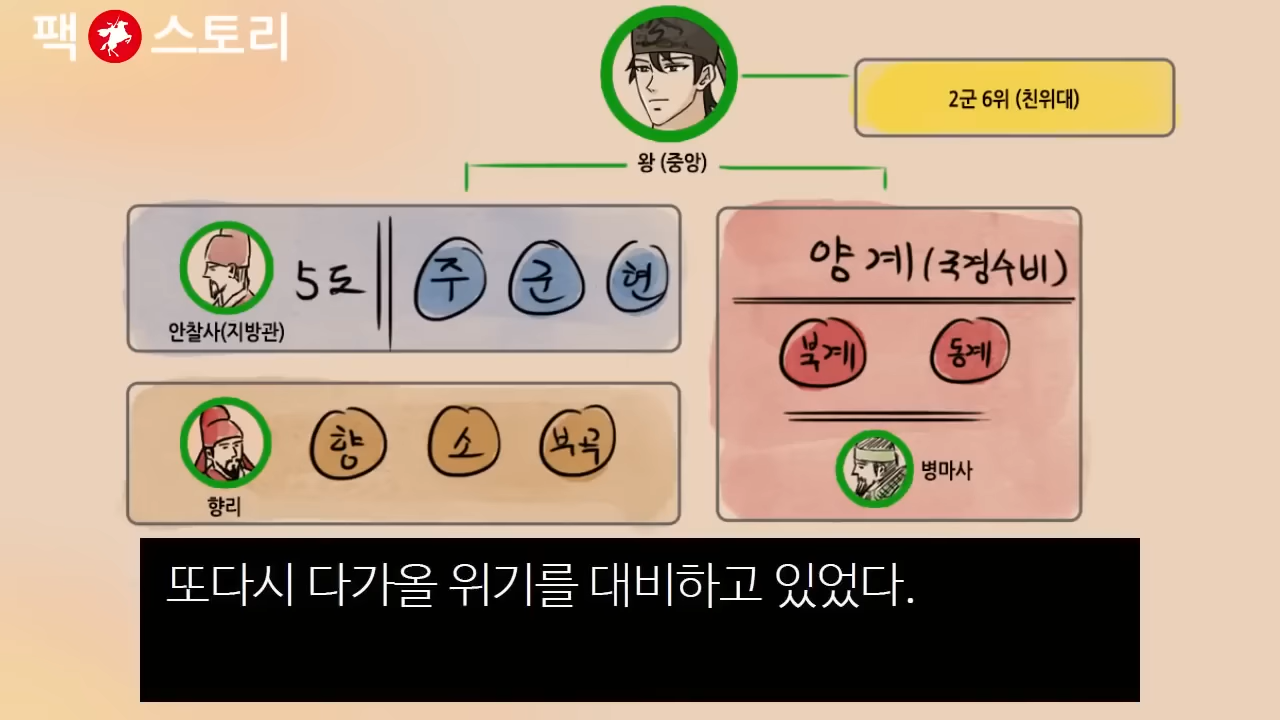 팩 스토리
2군 6위 (친위대)
왕 (중앙)
5도
주 군 현
안찰사(지방관)
양계(국경수비)
북계 동계
병마사
향 소 부곡
향리
또다시 다가올 위기를 대비하고 있었다.